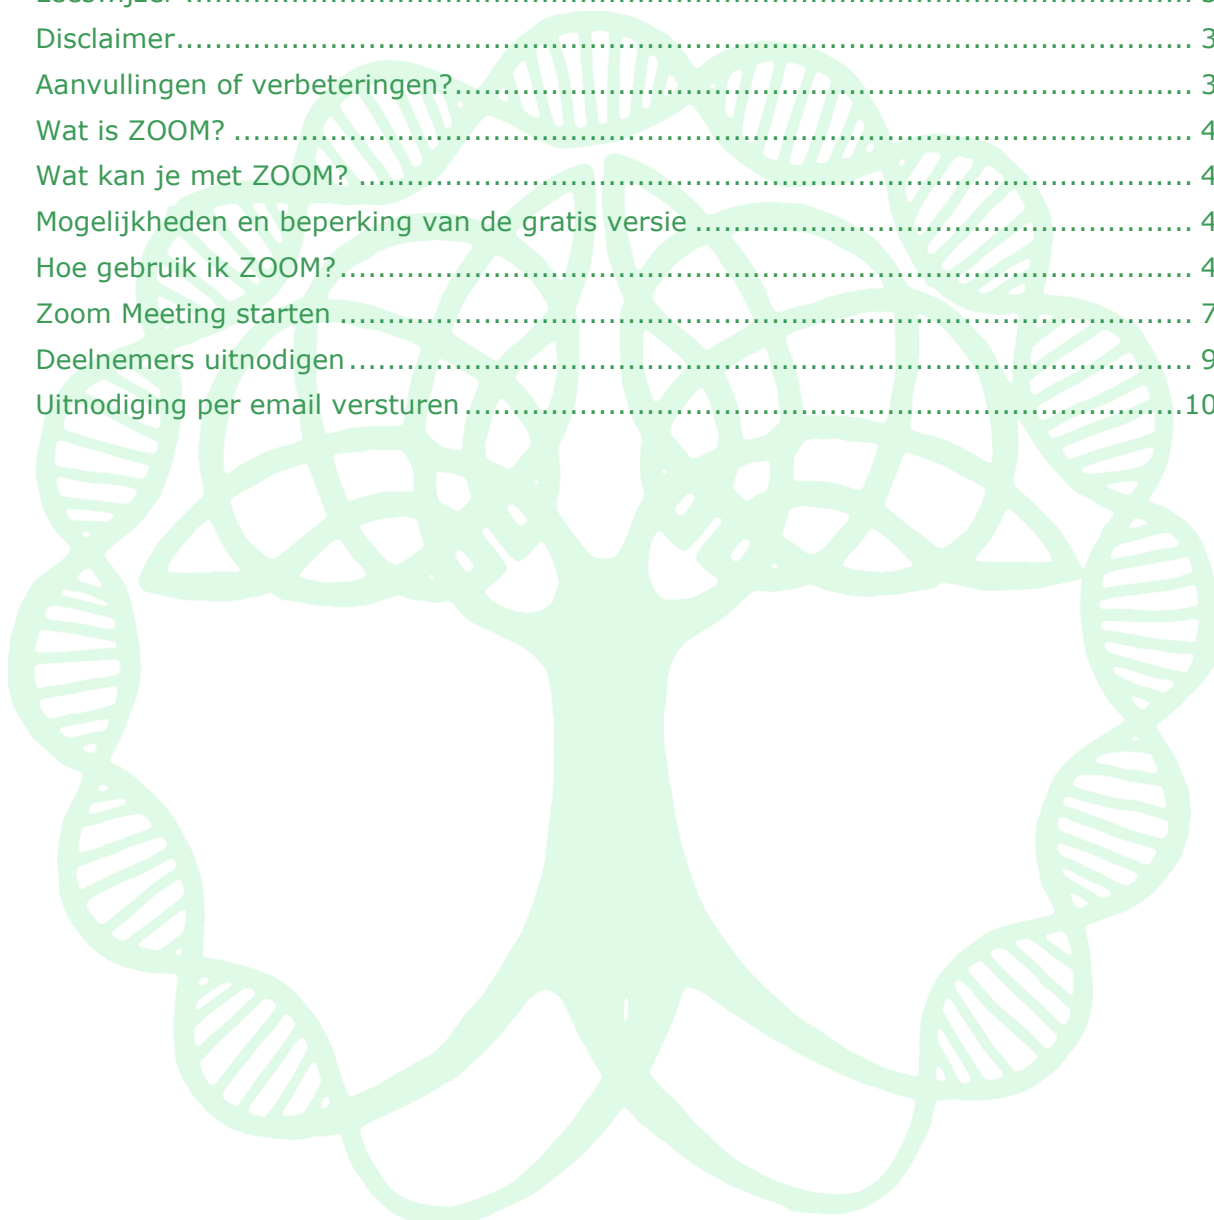 Disclaimer.......................................................................................................... 3
Aanvullingen of verbeteringen?............................................................................. 3
Wat is ZOOM? .................................................................................................... 4
Wat kan je met ZOOM? ....................................................................................... 4
Mogelijkheden en beperking van de gratis versie .................................................... 4
Hoe gebruik ik ZOOM?......................................................................................... 4
Zoom Meeting starten ......................................................................................... 7
Deelnemers uitnodigen ........................................................................................ 9
Uitnodiging per email versturen ...........................................................................10